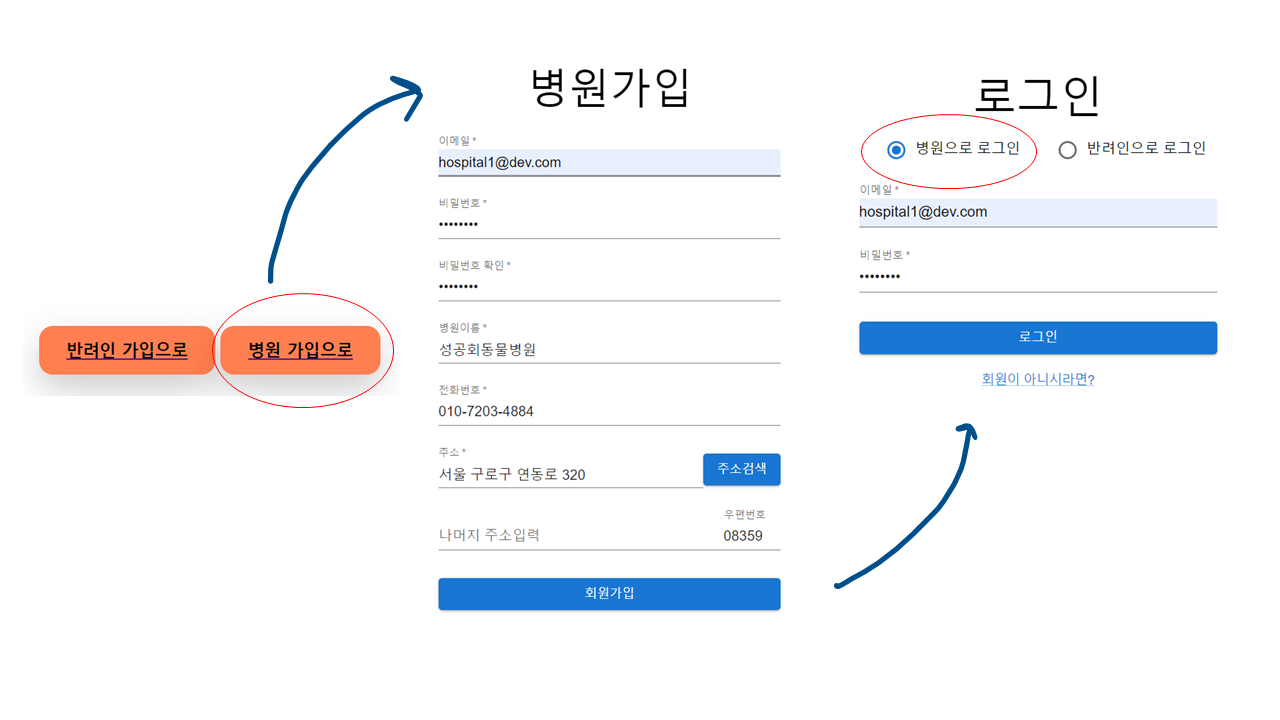 반려인 가입으로
병원 가입으로
병원가입
이메일 *
hospital1@dev.com
비밀번호 *
••••••••
비밀번호 확인 *
••••••••
병원이름 *
성공회동물병원
전화번호 *
010-7203-4884
주소 *
서울 구로구 연동로 320
주소검색
나머지 주소입력
우편번호
08359
회원가입
로그인
병원으로 로그인
반려인으로 로그인
이메일 *
hospital1@dev.com
비밀번호 *
••••••••
로그인
회원이 아니시라면?